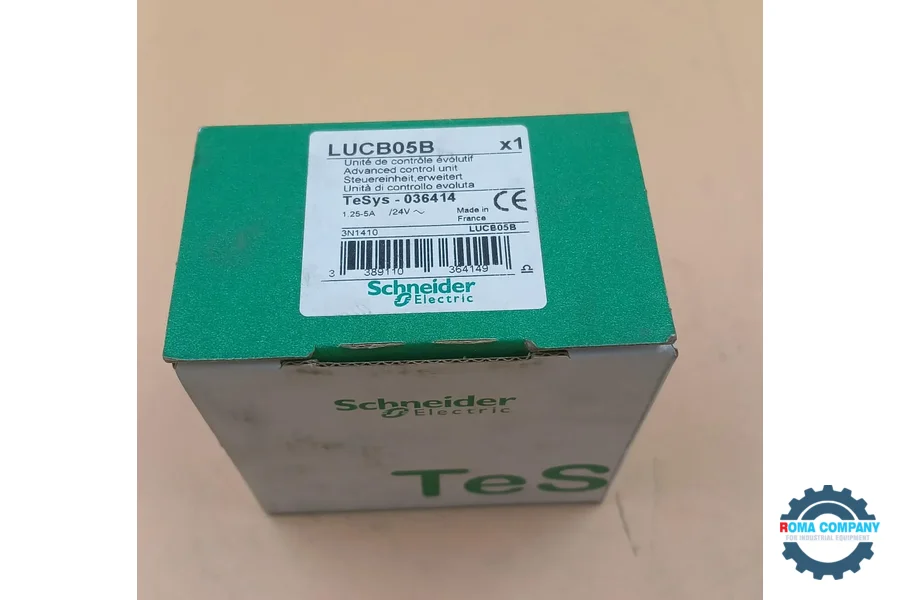 LUCB05B x1
Unité de contrôle évolutif
Advanced control unit
Steuereinheit,erweitert
Unità di controllo evoluta
TeSys - 036414
1.25-5A /24V ~ Made in France
3N1410 LUCB05B
3 389110 364149
Schneider
Electric
Schneider
Electric
TeS
ROMA COMPANY
FOR INDUSTRIAL EQUIPMENT